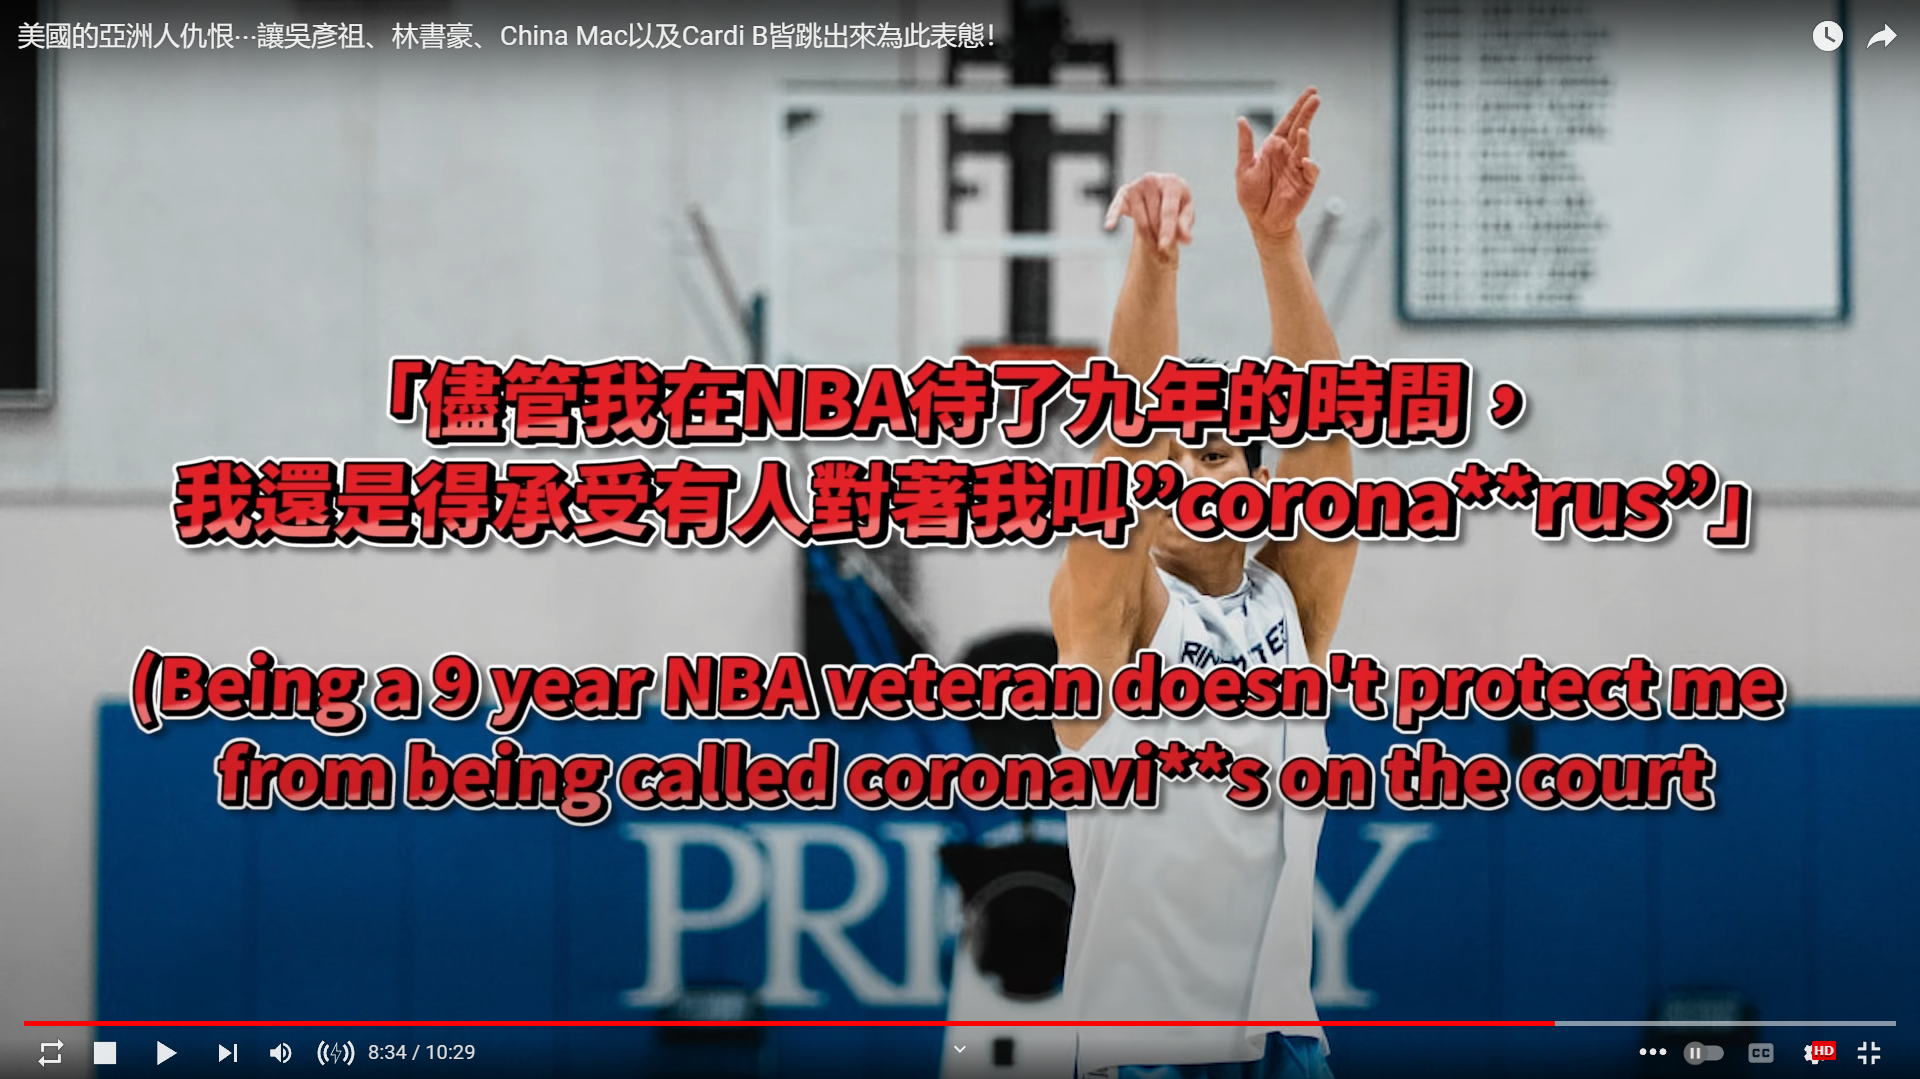 美國的亞洲人仇恨…讓吳彥祖、林書豪、China Mac以及Cardi B皆跳出來為此表態!
「儘管我在NBA待了九年的時間，
我還是得承受有人對著我叫”corona**rus”」
(Being a 9 year NBA veteran doesn't protect me
from being called coronavi**s on the court
8:34 / 10:29
CC
HD